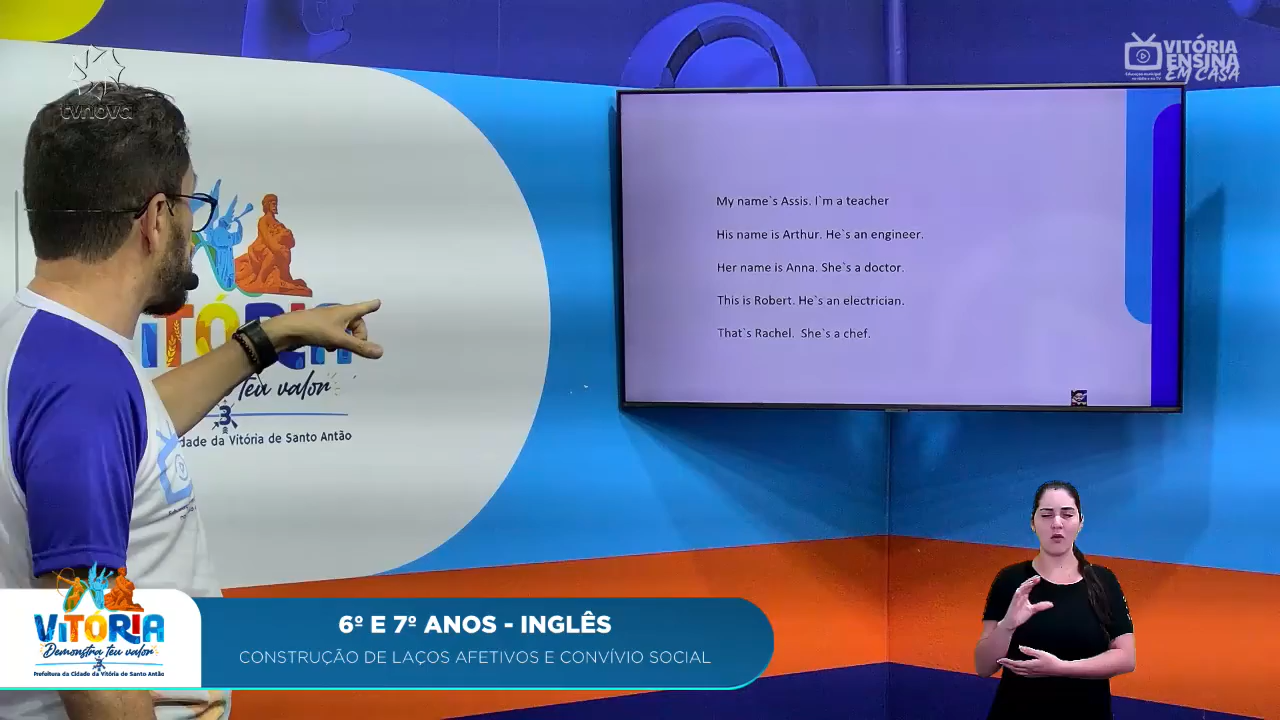 tvnova
VITÓRIA
ENSINA
EM CASA
My name`s Assis. I`m a teacher
His name is Arthur. He`s an engineer.
Her name is Anna. She`s a doctor.
This is Robert. He`s an electrician.
That`s Rachel. She`s a chef.
VITÓRIA
teu valor
3
dade da Vitória de Santo Antão
6º E 7º ANOS - INGLÊS
CONSTRUÇÃO DE LAÇOS AFETIVOS E CONVÍVIO SOCIAL
ViTÓRIA
Demonstra teu valor
3
Prefeitura da Cidade da Vitória de Santo Antão